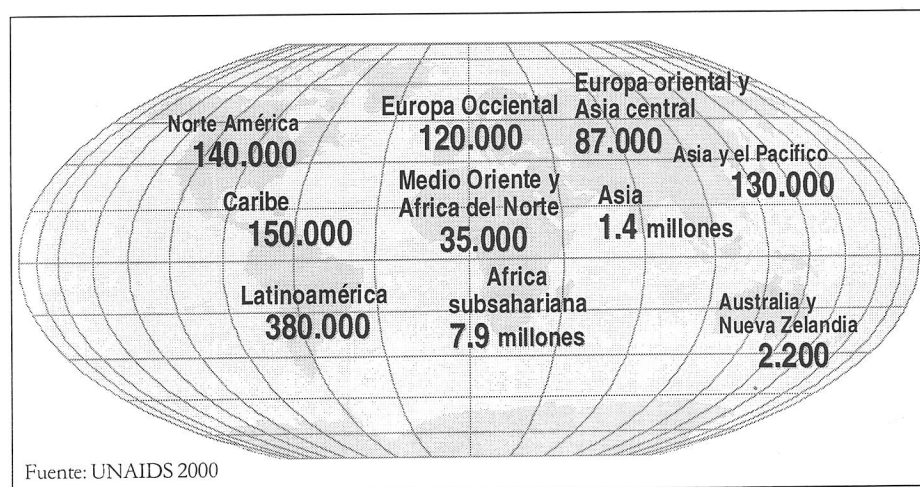 Norte América
140.000
Europa Occiental
120.000
Europa oriental y
Asia central
87.000
Asia y el Pacifico
130.000
Caribe
150.000
Medio Oriente y
Africa del Norte
35.000
Asia
1.4 millones
Latinoamérica
380.000
Africa
subsahariana
7.9 millones
Australia y
Nueva Zelandia
2.200
Fuente: UNAIDS 2000